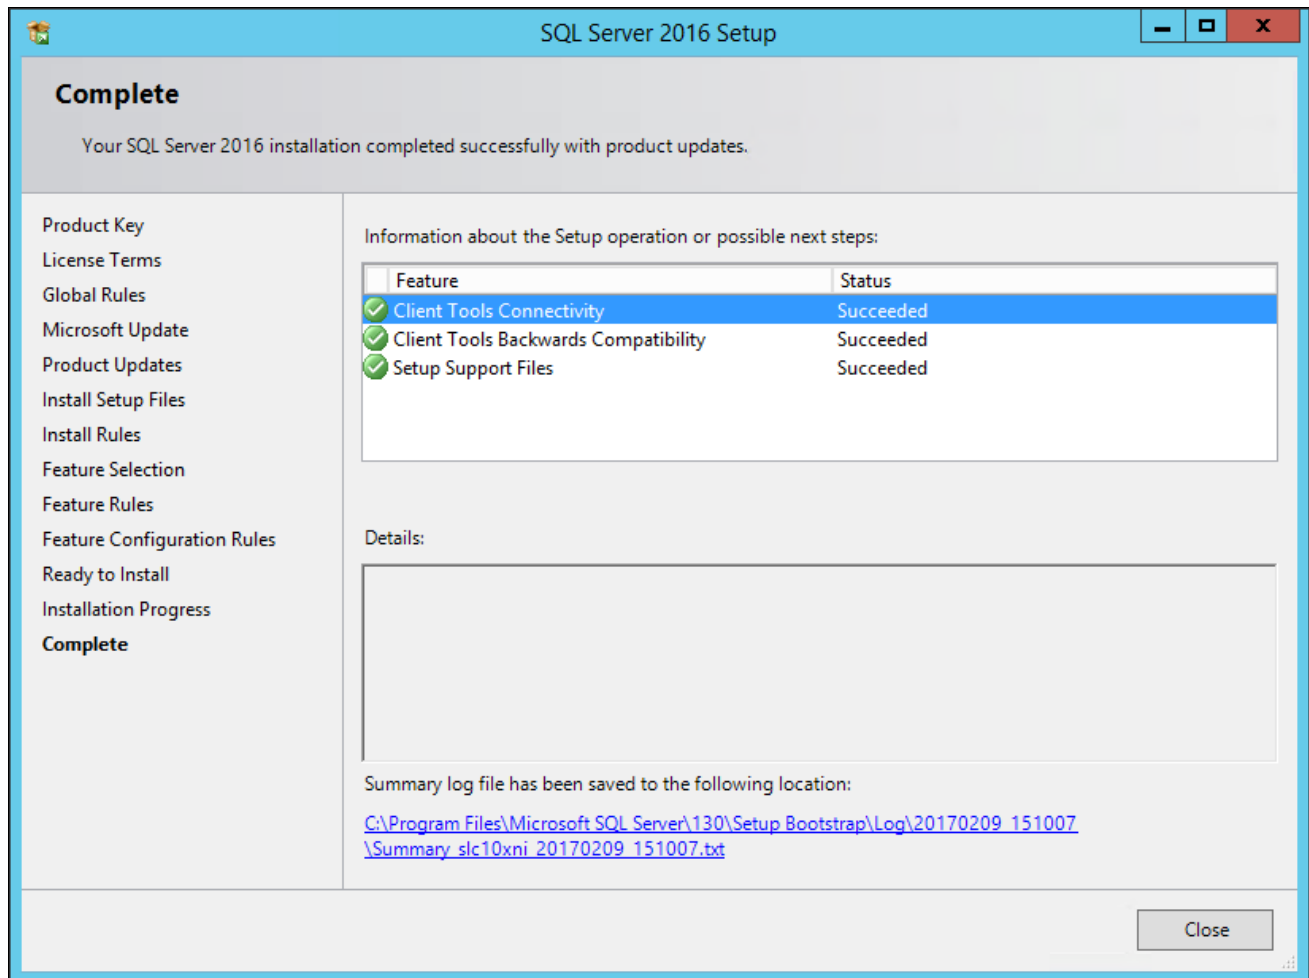 SQL Server 2016 Setup
X
Complete
Your SQL Server 2016 installation completed successfully with product updates.
Product Key
License Terms
Global Rules
Microsoft Update
Product Updates
Install Setup Files
Install Rules
Feature Selection
Feature Rules
Feature Configuration Rules
Ready to Install
Installation Progress
Complete
Information about the Setup operation or possible next steps:
Feature Status
Client Tools Connectivity Succeeded
Client Tools Backwards Compatibility Succeeded
Setup Support Files Succeeded
Details:
Summary log file has been saved to the following location:
C:\Program Files\Microsoft SQL Server\130\Setup Bootstrap\Log\20170209_151007
\Summary_slc10xni_20170209_151007.txt
Close